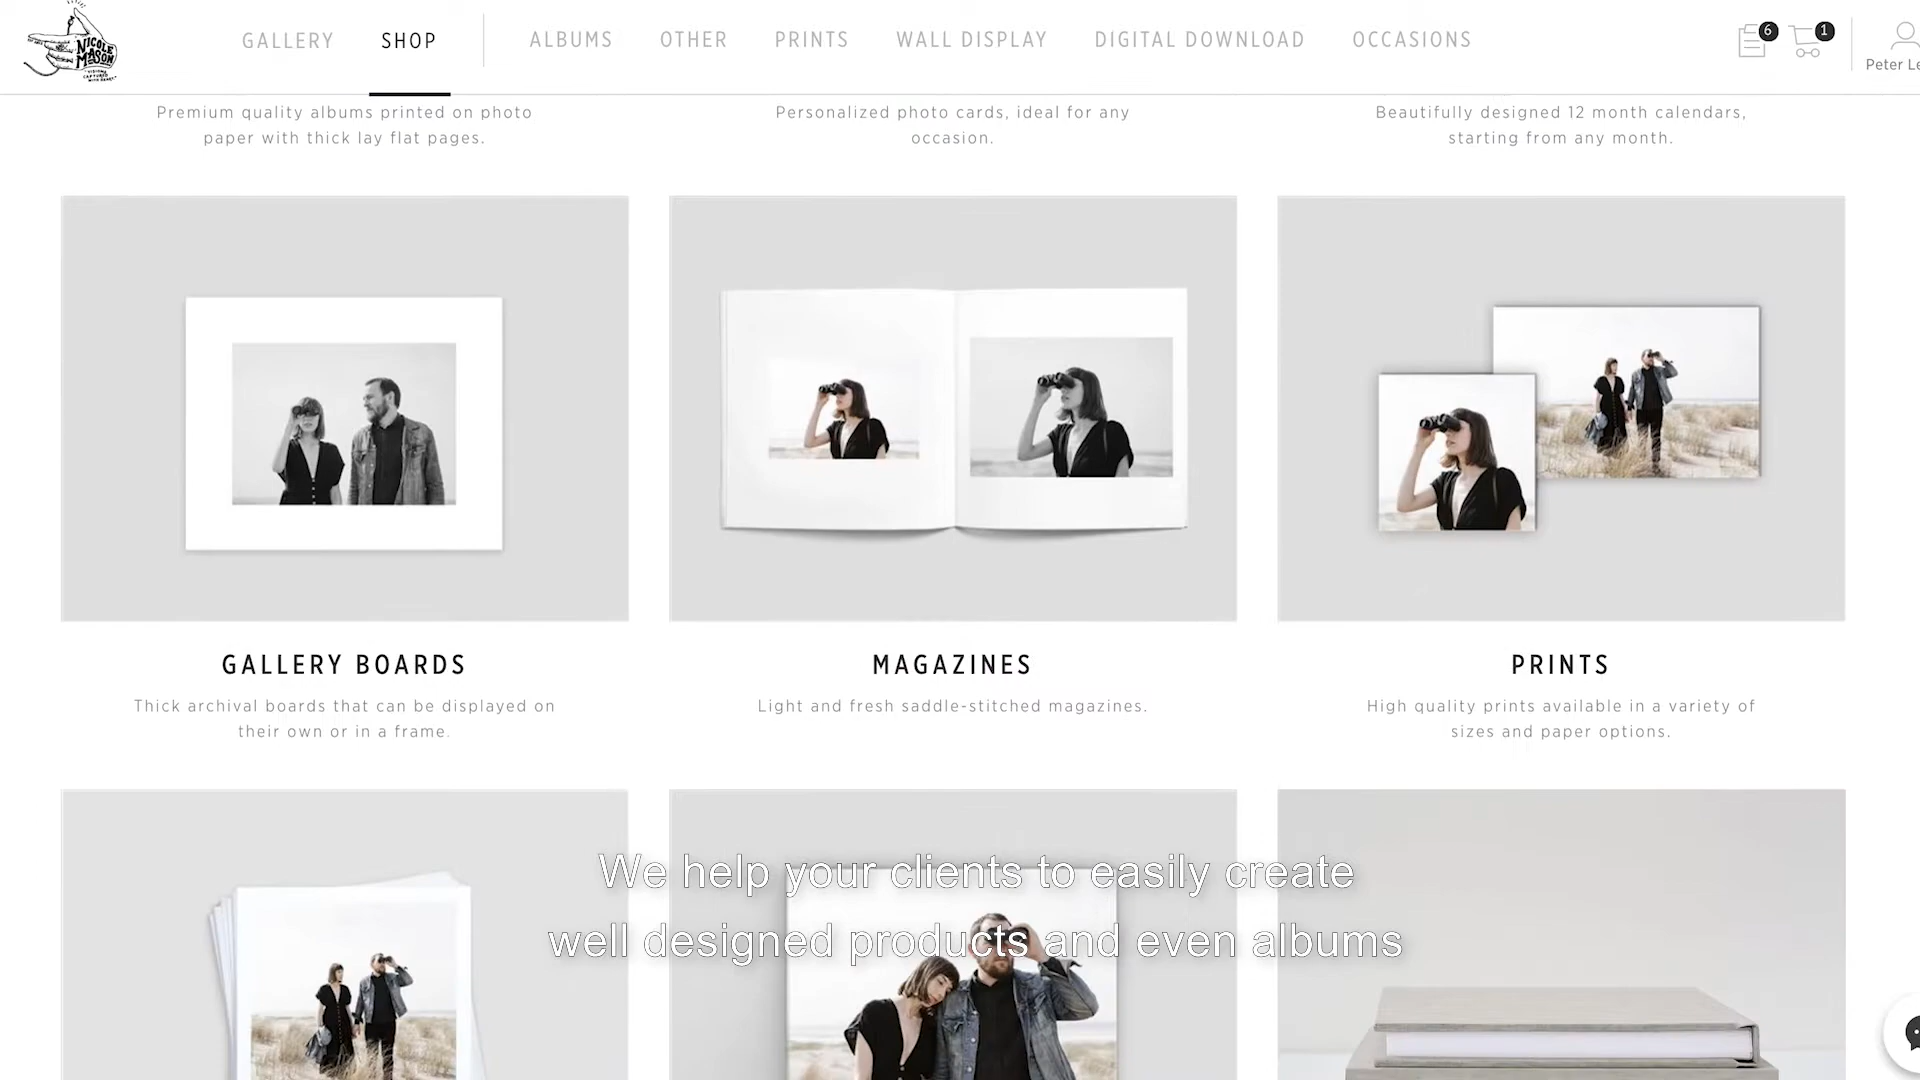 NICOLE
MASON
GALLERY
SHOP
ALBUMS
OTHER
PRINTS
WALL DISPLAY
DIGITAL DOWNLOAD
OCCASIONS
6
1
Peter Le
Premium quality albums printed on photo
paper with thick lay flat pages.
Personalized photo cards, ideal for any
occasion.
Beautifully designed 12 month calendars,
starting from any month.
GALLERY BOARDS
Thick archival boards that can be displayed on
their own or in a frame.
MAGAZINES
Light and fresh saddle-stitched magazines.
PRINTS
High quality prints available in a variety of
sizes and paper options.
We help your clients to easily create
well designed products and even albums